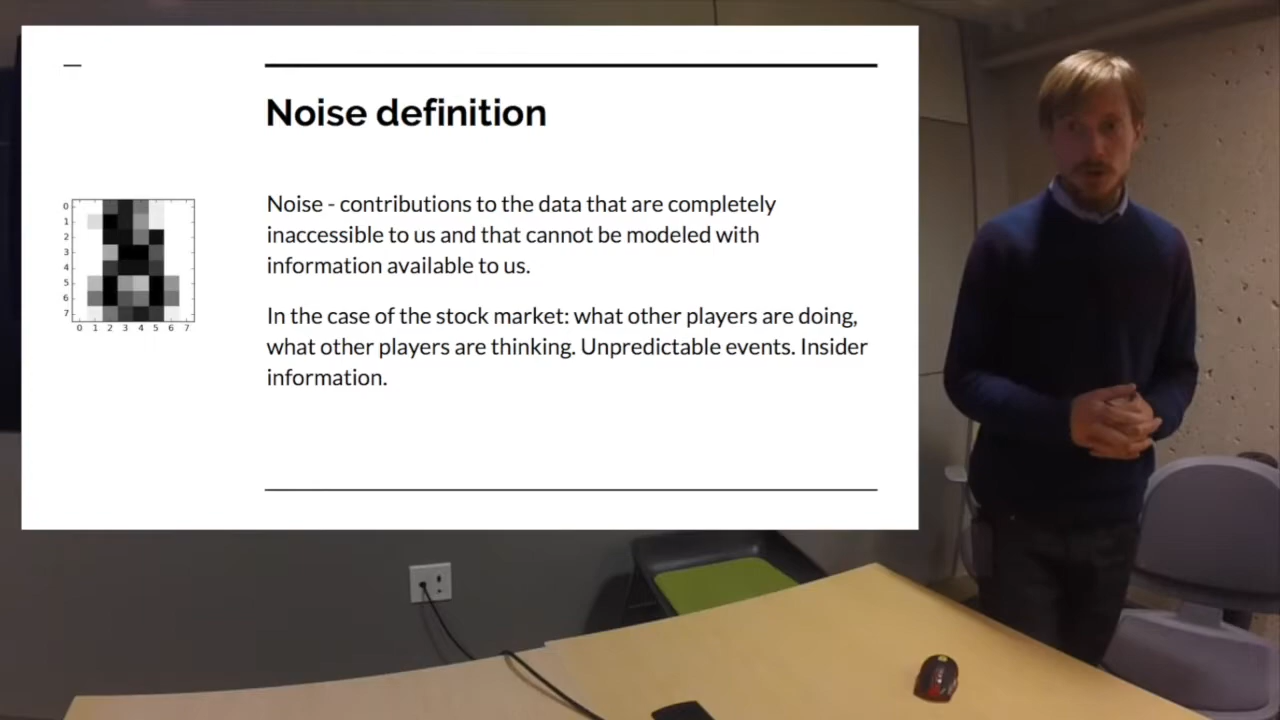 Noise definition
Noise - contributions to the data that are completely
inaccessible to us and that cannot be modeled with
information available to us.
In the case of the stock market: what other players are doing,
what other players are thinking. Unpredictable events. Insider
information.
0
1
2
3
4
5
6
7
0 1 2 3 4 5 6 7